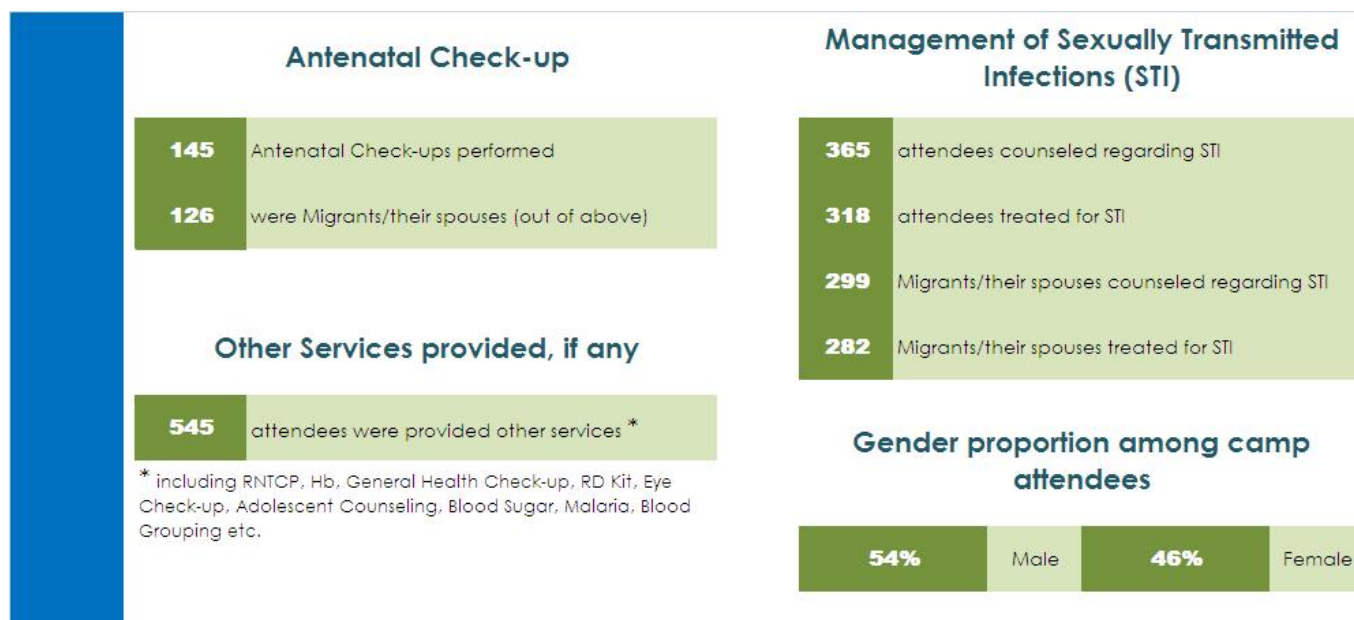 Antenatal Check-up
145 Antenatal Check-ups performed
126 were Migrants/their spouses (out of above)
Other Services provided, if any
545 attendees were provided other services *
* including RNTCP, Hb, General Health Check-up, RD Kit, Eye
Check-up, Adolescent Counseling, Blood Sugar, Malaria, Blood
Grouping etc.
Management of Sexually Transmitted
Infections (STI)
365 attendees counseled regarding STI
318 attendees treated for STI
299 Migrants/their spouses counseled regarding STI
282 Migrants/their spouses treated for STI
Gender proportion among camp
attendees
54% Male 46% Female